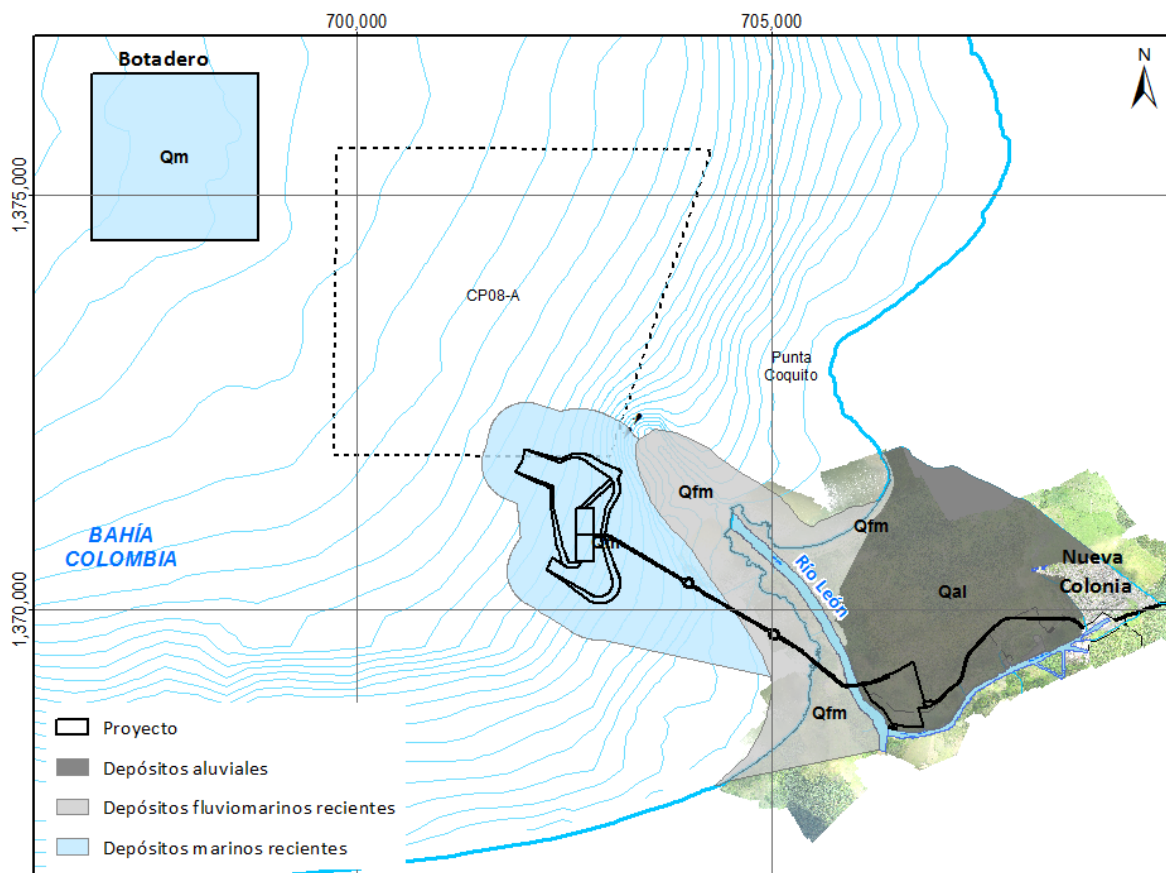 700,000
705,000
Botadero
N
Qm
1,375,000
CP08-A
Punta
Coquito
Qfm
Qfm
BAHÍA
COLOMBIA
Río León
Nueva
Colonia
Qal
1,370,000
Qfm
Proyecto
Depósitos aluviales
Depósitos fluviomarinos recientes
Depósitos marinos recientes